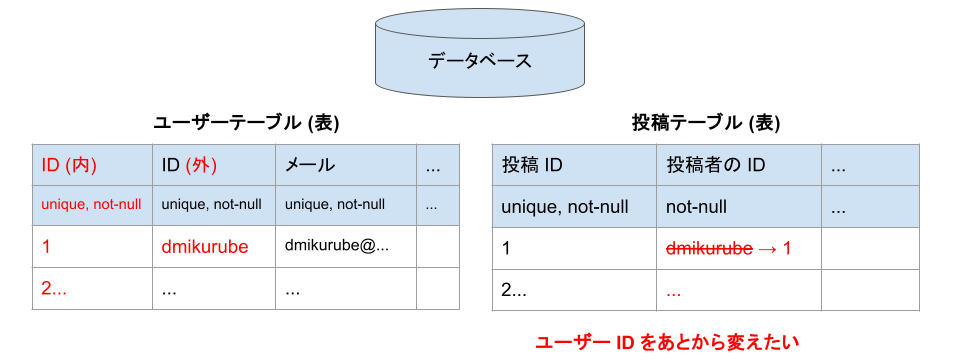 データベース
ユーザーテーブル (表)
ID (内) ID (外) メール ...
unique, not-null unique, not-null unique, not-null ...
1 dmikurube dmikurube@...
2... ... ...
投稿テーブル (表)
投稿 ID 投稿者の ID ...
unique, not-null not-null ...
1 dmikurube → 1
2... ...
ユーザー ID をあとから変えたい